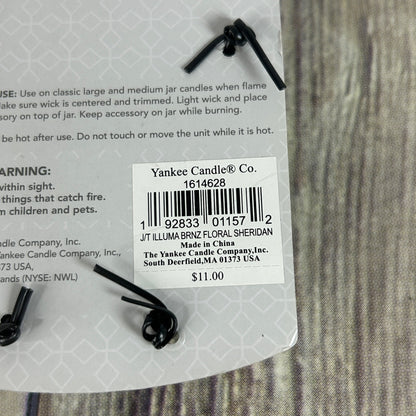 USE: Use on classic large and medium jar candles when flame
ake sure wick is centered and trimmed. Light wick and place
ccessory on top of jar. Keep accessory on jar while burning.
be hot after use. Do not touch or move the unit while it is hot.
ARNING:
within sight.
things that catch fire.
m children and pets.
dle Company, Inc.
kee Candle Company, Inc.,
373 USA,
ands (NYSE: NWL)
Yankee Candle® Co.
1614628
1 92833 01157 2
J/T ILLUMA BRNZ FLORAL SHERIDAN
Made in China
The Yankee Candle Company,Inc.
South Deerfield,MA 01373 USA
$11.00